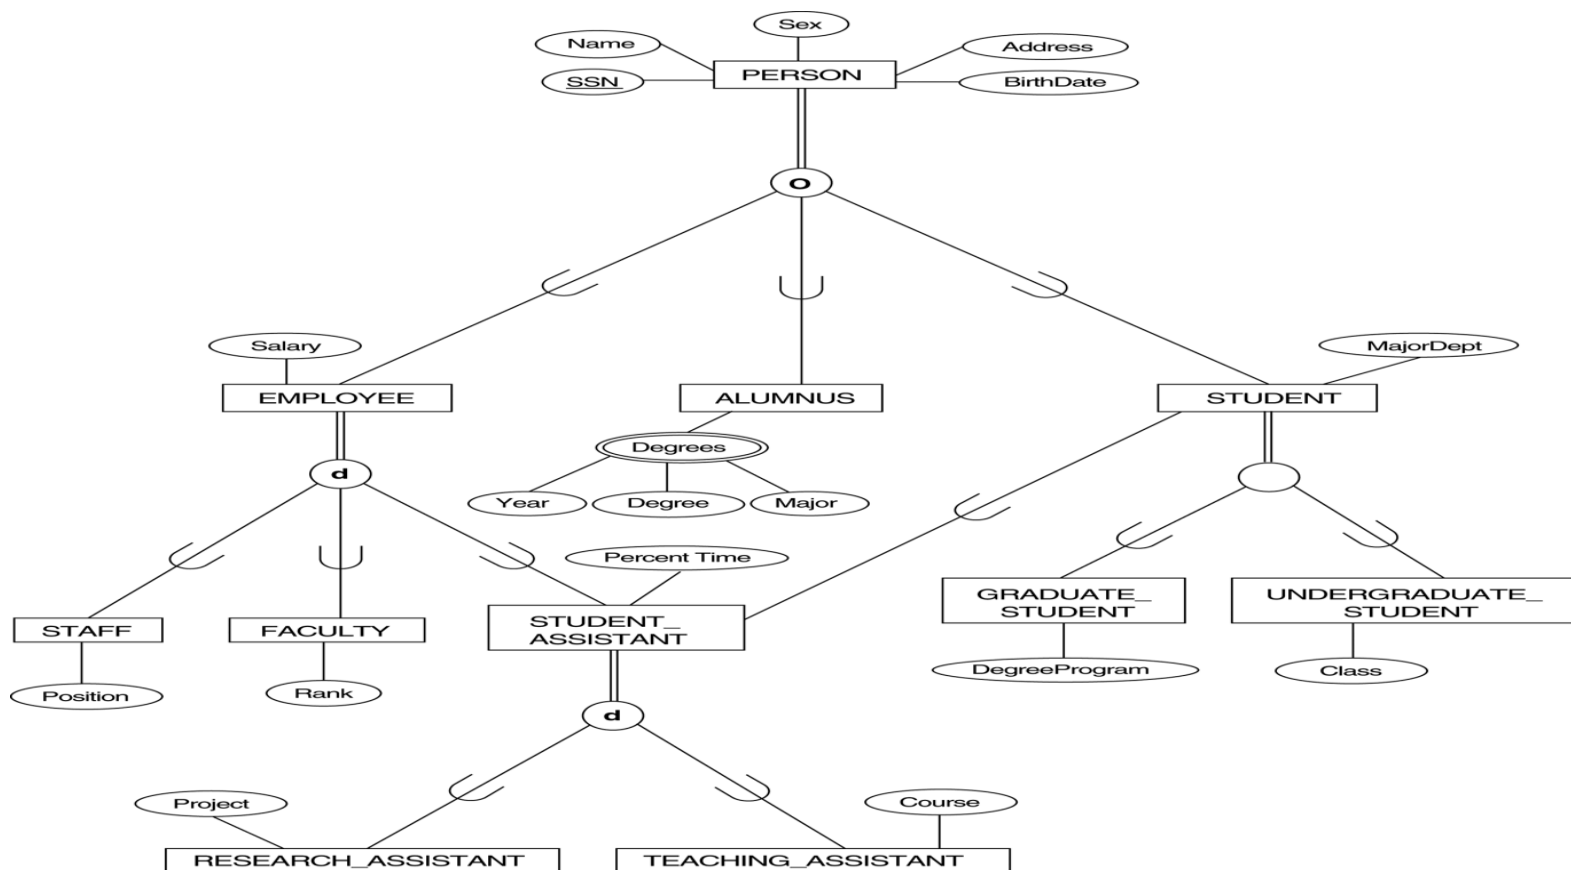 Sex
Name
Address
PERSON
SSN
BirthDate
O
Salary
MajorDept
EMPLOYEE
ALUMNUS
STUDENT
Degrees
d
Year
Degree
Major
Percent Time
GRADUATE_
STUDENT
UNDERGRADUATE_
STUDENT
STAFF
FACULTY
STUDENT_
ASSISTANT
DegreeProgram
Class
Position
Rank
d
Project
Course
RESEARCH_ASSISTANT
TEACHING_ASSISTANT